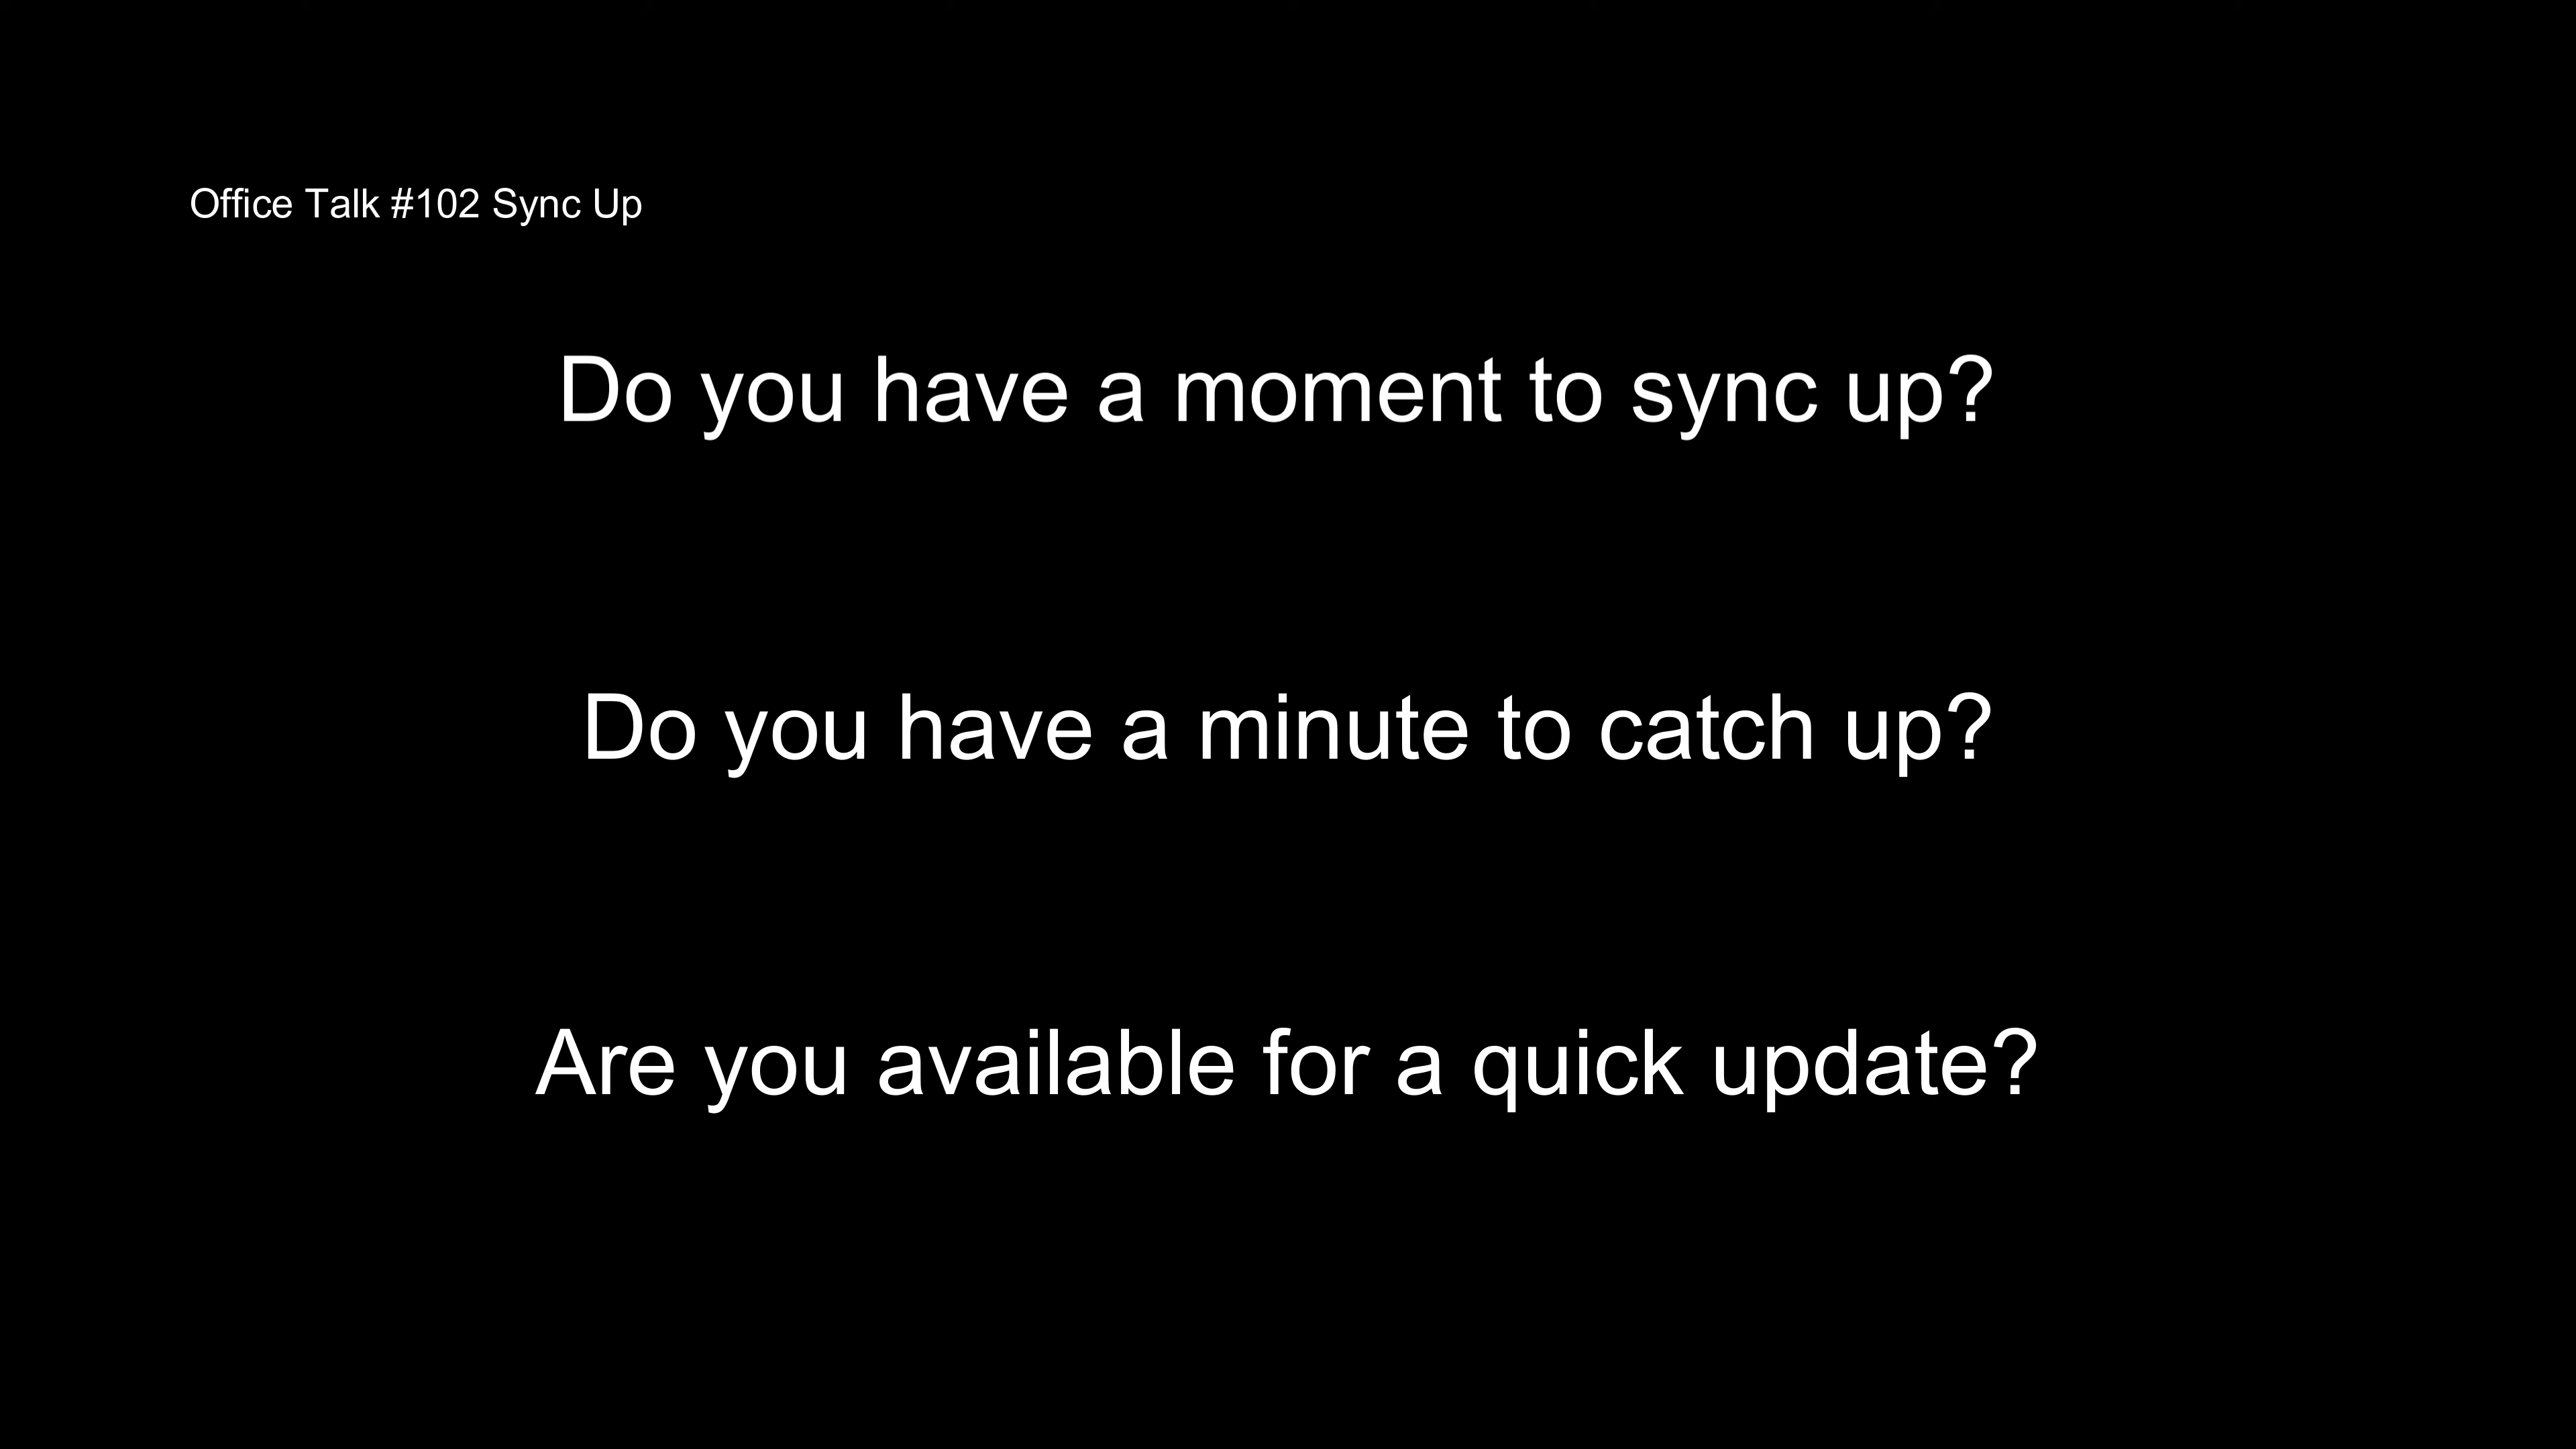 Office Talk #102 Sync Up
Do you have a moment to sync up?
Do you have a minute to catch up?
Are you available for a quick update?